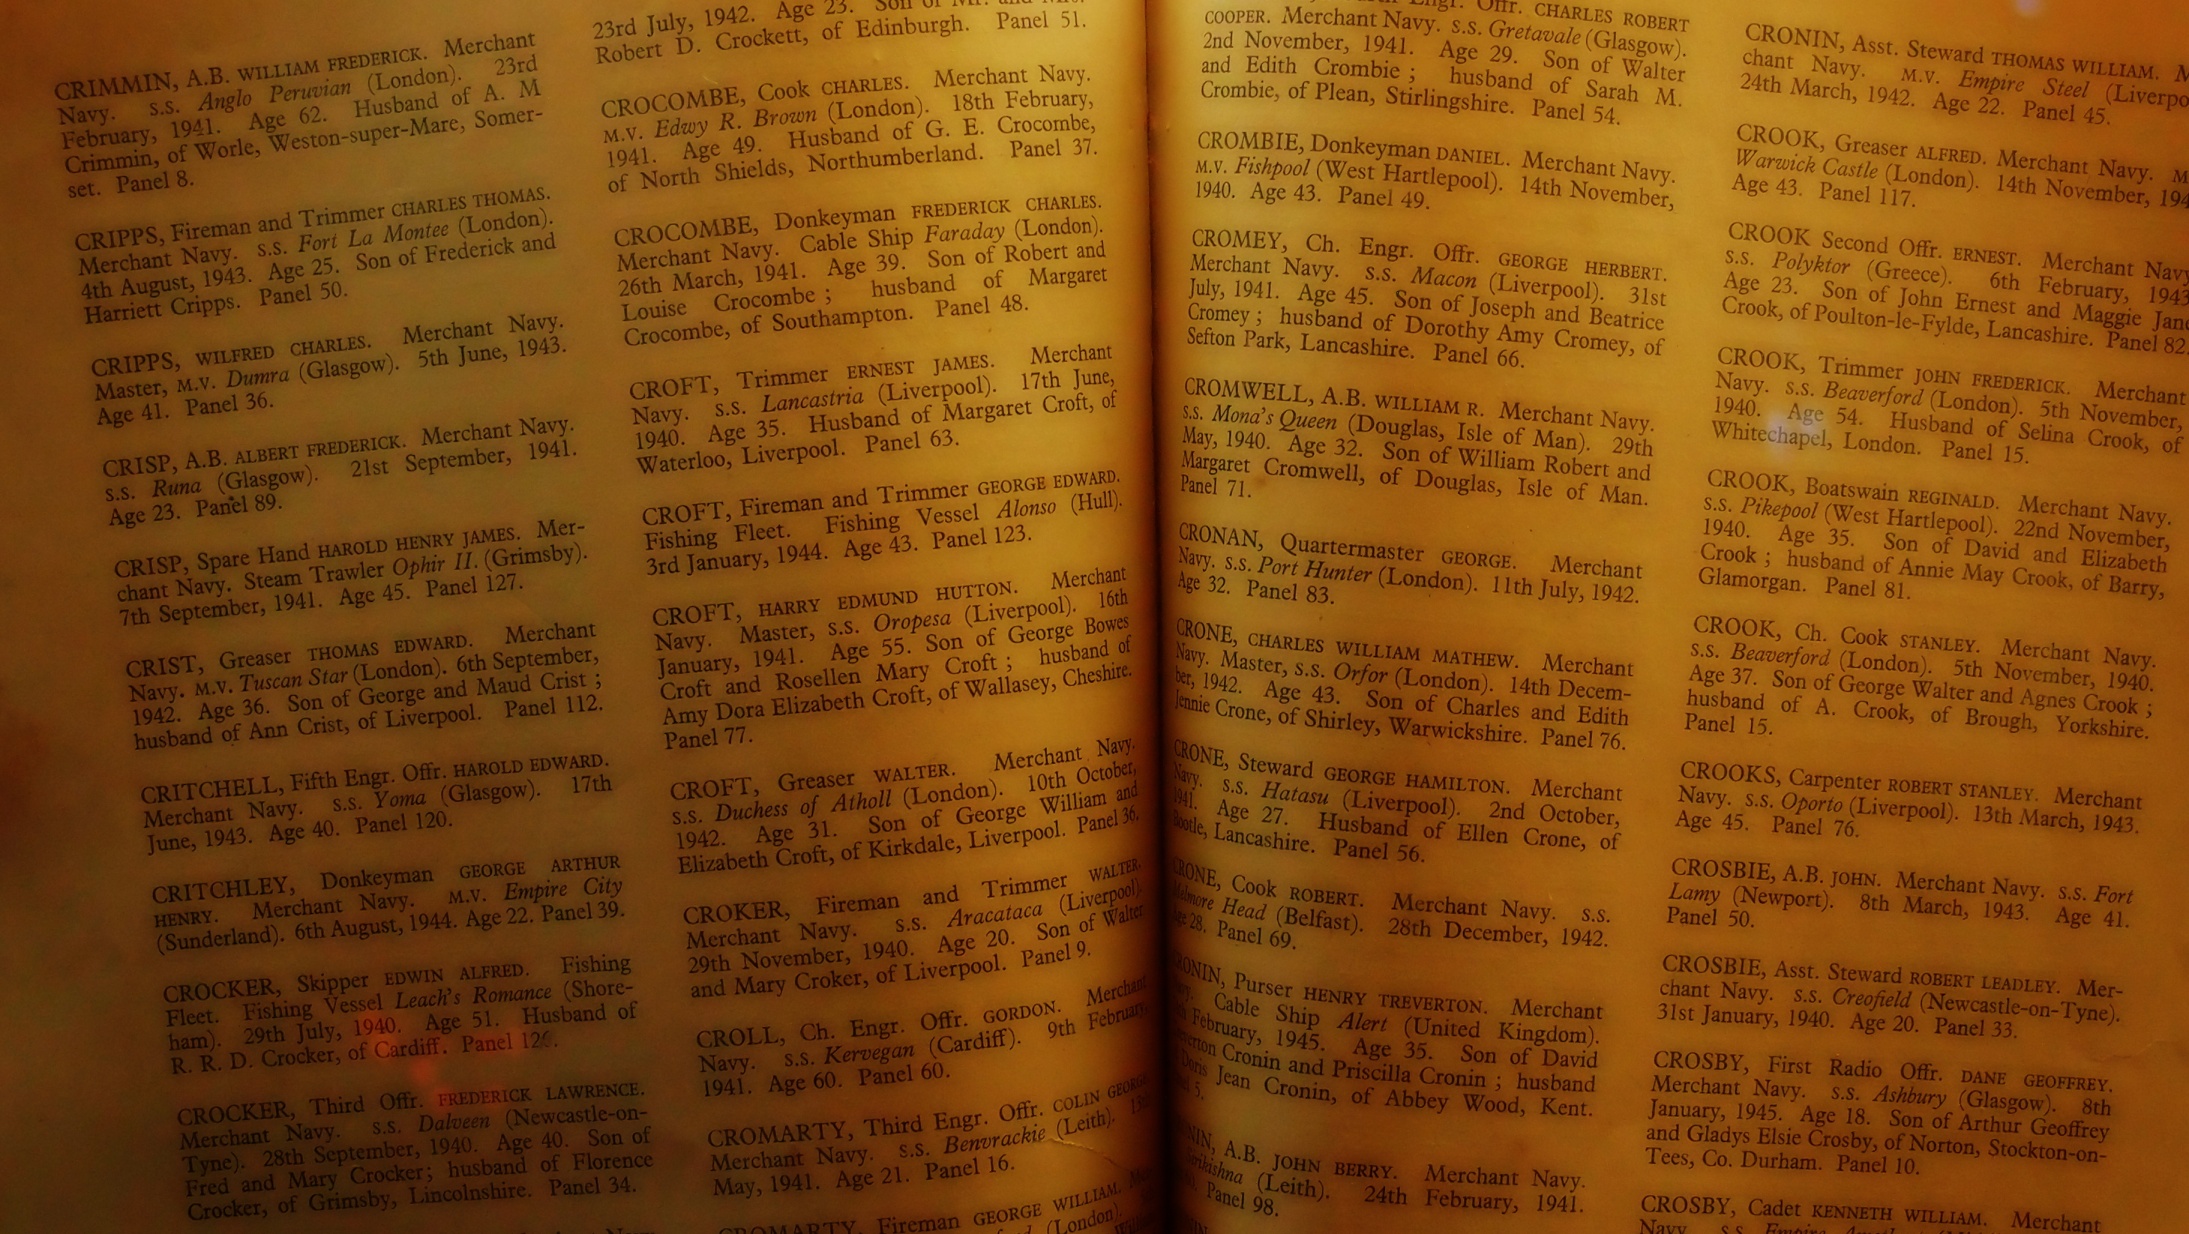 CRIMMIN, A.B. WILLIAM FREDERICK. Merchant
Navy. s.s. Anglo Peruvian (London). 23rd
February, 1941. Age 62. Husband of A. M
Crimmin, of Worle, Weston-super-Mare, Somer-
set. Panel 8.
CRIPPS, Fireman and Trimmer CHARLES THOMAS.
Merchant Navy. s.s. Fort La Montee (London).
4th August, 1943. Age 25. Son of Frederick and
Harriett Cripps. Panel 50.
CRIPPS, WILFRED CHARLES. Merchant Navy.
Master, M.V. Dumra (Glasgow). 5th June, 1943.
Age 41. Panel 36.
CRISP, A.B. ALBERT FREDERICK. Merchant Navy.
s.s. Runa (Glasgow). 21st September, 1941.
Age 23. Panel 89.
CRISP, Spare Hand HAROLD HENRY JAMES. Mer-
chant Navy. Steam Trawler Ophir II. (Grimsby).
7th September, 1941. Age 45. Panel 127.
CRIST, Greaser THOMAS EDWARD. Merchant
Navy. M.V. Tuscan Star (London). 6th September,
1942. Age 36. Son of George and Maud Crist ;
husband of Ann Crist, of Liverpool. Panel 112.
CRITCHELL, Fifth Engr. Offr. HAROLD EDWARD.
Merchant Navy. s.s. Yoma (Glasgow). 17th
June, 1943. Age 40. Panel 120.
CRITCHLEY, Donkeyman GEORGE ARTHUR
HENRY. Merchant Navy. M.V. Empire City
(Sunderland). 6th August, 1944. Age 22. Panel 39.
CROCKER, Skipper EDWIN ALFRED. Fishing
Fleet. Fishing Vessel Leach's Romance (Shore-
ham). 29th July, 1940. Age 51. Husband of
R. R. D. Crocker, of Cardiff. Panel
CROCKER, Third Offr. FREDERICK LAWRENCE.
Merchant Navy. s.s. Dalveen (Newcastle-on-
Tyne). 28th September, 1940. Age 40. Son of
Fred and Mary Crocker; husband of Florence
Crocker, of Grimsby, Lincolnshire. Panel 34.
23rd July, 1942. Age 23. Son of Mr. and Mrs.
Robert D. Crockett, of Edinburgh. Panel 51.
CROCOMBE, Cook CHARLES. Merchant Navy.
M.V. Edwy R. Brown (London). 18th February,
1941. Age 49. Husband of G. E. Crocombe,
of North Shields, Northumberland. Panel 37.
CROCOMBE, Donkeyman FREDERICK CHARLES.
Merchant Navy. Cable Ship Faraday (London).
26th March, 1941. Age 39. Son of Robert and
Louise Crocombe ; husband of Margaret
Crocombe, of Southampton. Panel 48.
CROFT, Trimmer ERNEST JAMES. Merchant
Navy. s.s. Lancastria (Liverpool). 17th June,
1940. Age 35. Husband of Margaret Croft, of
Waterloo, Liverpool. Panel 63.
CROFT, Fireman and Trimmer GEORGE EDWARD.
Fishing Fleet. Fishing Vessel Alonso (Hull).
3rd January, 1944. Age 43. Panel 123.
CROFT, HARRY EDMUND HUTTON. Merchant
Navy. Master, s.s. Oropesa (Liverpool). 16th
January, 1941. Age 55. Son of George Bowes
Croft and Rosellen Mary Croft ; husband of
Amy Dora Elizabeth Croft, of Wallasey, Cheshire.
Panel 77.
CROFT, Greaser WALTER. Merchant Navy.
s.s. Duchess of Atholl (London). 10th October,
1942. Age 31. Son of George William and
Elizabeth Croft, of Kirkdale, Liverpool. Panel 36.
CROKER, Fireman and Trimmer WALTER.
Merchant Navy. s.s. Aracataca (Liverpool).
29th November, 1940. Age 20. Son of Walter
and Mary Croker, of Liverpool. Panel 9.
CROLL, Ch. Engr. Offr. GORDON. Merchant
Navy. s.s. Kervegan (Cardiff). 9th February,
1941. Age 60. Panel 60.
CROMARTY, Third Engr. Offr. COLIN GEORGE.
Merchant Navy. s.s. Benvrackie (Leith).
May, 1941. Age 21. Panel 16.
CROMARTY, Fireman GEORGE WILLIAM.
(London).
Engr. Offr. CHARLES ROBERT
COOPER. Merchant Navy. s.s. Gretavale (Glasgow).
2nd November, 1941. Age 29. Son of Walter
and Edith Crombie ; husband of Sarah M.
Crombie, of Plean, Stirlingshire. Panel 54.
CROMBIE, Donkeyman DANIEL. Merchant Navy.
M.V. Fishpool (West Hartlepool). 14th November,
1940. Age 43. Panel 49.
CROMEY, Ch. Engr. Offr. GEORGE HERBERT.
Merchant Navy. s.s. Macon (Liverpool). 31st
July, 1941. Age 45. Son of Joseph and Beatrice
Cromey ; husband of Dorothy Amy Cromey, of
Sefton Park, Lancashire. Panel 66.
CROMWELL, A.B. WILLIAM R. Merchant Navy.
s.s. Mona's Queen (Douglas, Isle of Man). 29th
May, 1940. Age 32. Son of William Robert and
Margaret Cromwell, of Douglas, Isle of Man.
Panel 71.
CRONAN, Quartermaster GEORGE. Merchant
Navy. s.s. Port Hunter (London). 11th July, 1942.
Age 32. Panel 83.
CRONE, CHARLES WILLIAM MATHEW. Merchant
Navy. Master, s.s. Orfor (London). 14th Decem-
ber, 1942. Age 43. Son of Charles and Edith
Jennie Crone, of Shirley, Warwickshire. Panel 76.
CRONE, Steward GEORGE HAMILTON. Merchant
Navy. s.s. Hatasu (Liverpool). 2nd October,
1941. Age 27. Husband of Ellen Crone, of
Bootle, Lancashire. Panel 56.
CRONE, Cook ROBERT. Merchant Navy. s.s.
Melmore Head (Belfast). 28th December, 1942.
Age 28. Panel 69.
CRONIN, Purser HENRY TREVERTON. Merchant
Navy. Cable Ship Alert (United Kingdom).
February, 1945. Age 35. Son of David
Cronin and Priscilla Cronin ; husband
Doris Jean Cronin, of Abbey Wood, Kent.
5.
A.B. JOHN BERRY. Merchant Navy.
(Leith). 24th February, 1941.
Panel 98.
CRONIN, Asst. Steward THOMAS WILLIAM.
chant Navy. M.V. Empire Steel
24th March, 1942. Age 22. Panel 45.
CROOK, Greaser ALFRED. Merchant Navy.
Warwick Castle (London). 14th November,
Age 43. Panel 117.
CROOK Second Offr. ERNEST. Merchant Navy
s.s. Polyktor (Greece). 6th February, 1943
Age 23. Son of John Ernest and Maggie Jane
Crook, of Poulton-le-Fylde, Lancashire. Panel 82.
CROOK, Trimmer JOHN FREDERICK. Merchant
Navy. s.s. Beaverford (London). 5th November,
1940. Age 54. Husband of Selina Crook, of
Whitechapel, London. Panel 15.
CROOK, Boatswain REGINALD. Merchant Navy.
s.s. Pikepool (West Hartlepool). 22nd November,
1940. Age 35. Son of David and Elizabeth
Crook ; husband of Annie May Crook, of Barry,
Glamorgan. Panel 81.
CROOK, Ch. Cook STANLEY. Merchant Navy.
s.s. Beaverford (London). 5th November, 1940.
Age 37. Son of George Walter and Agnes Crook ;
husband of A. Crook, of Brough, Yorkshire.
Panel 15.
CROOKS, Carpenter ROBERT STANLEY. Merchant
Navy. s.s. Oporto (Liverpool). 13th March, 1943.
Age 45. Panel 76.
CROSBIE, A.B. JOHN. Merchant Navy. s.s. Fort
Lamy (Newport). 8th March, 1943. Age 41.
Panel 50.
CROSBIE, Asst. Steward ROBERT LEADLEY. Mer-
chant Navy. s.s. Creofield (Newcastle-on-Tyne).
31st January, 1940. Age 20. Panel 33.
CROSBY, First Radio Offr. DANE GEOFFREY.
Merchant Navy. s.s. Ashbury (Glasgow). 8th
January, 1945. Age 18. Son of Arthur Geoffrey
and Gladys Elsie Crosby, of Norton, Stockton-on-
Tees, Co. Durham. Panel 10.
CROSBY, Cadet KENNETH WILLIAM. Merchant
Navy. s.s. Empire